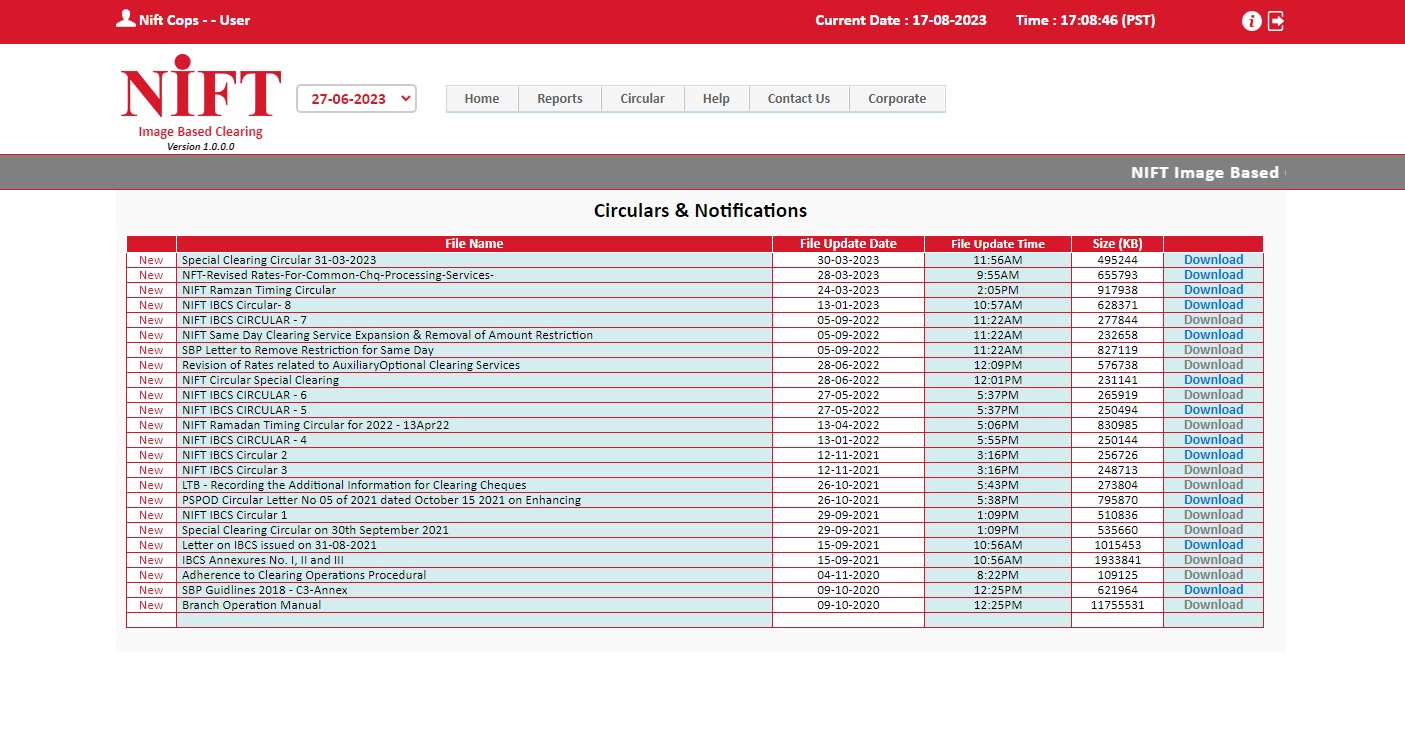 Nift Cops - - User Current Date : 17-08-2023 Time : 17:08:46 (PST)
NIFT
Image Based Clearing
Version 1.0.0.0
27-06-2023
Home Reports Circular Help Contact Us Corporate
NIFT Image Based
Circulars & Notifications
File Name File Update Date File Update Time Size (KB)
New Special Clearing Circular 31-03-2023 30-03-2023 11:56AM 495244 Download
New NFT-Revised Rates-For-Common-Chq-Processing-Services- 28-03-2023 9:55AM 655793 Download
New NIFT Ramzan Timing Circular 24-03-2023 2:05PM 917938 Download
New NIFT IBCS Circular- 8 13-01-2023 10:57AM 628371 Download
New NIFT IBCS CIRCULAR - 7 05-09-2022 11:22AM 277844 Download
New NIFT Same Day Clearing Service Expansion & Removal of Amount Restriction 05-09-2022 11:22AM 232658 Download
New SBP Letter to Remove Restriction for Same Day 05-09-2022 11:22AM 827119 Download
New Revision of Rates related to AuxiliaryOptional Clearing Services 28-06-2022 12:09PM 576738 Download
New NIFT Circular Special Clearing 28-06-2022 12:01PM 231141 Download
New NIFT IBCS CIRCULAR - 6 27-05-2022 5:37PM 265919 Download
New NIFT IBCS CIRCULAR - 5 27-05-2022 5:37PM 250494 Download
New NIFT Ramadan Timing Circular for 2022 - 13Apr22 13-04-2022 5:06PM 830985 Download
New NIFT IBCS CIRCULAR - 4 13-01-2022 5:55PM 250144 Download
New NIFT IBCS Circular 2 12-11-2021 3:16PM 256726 Download
New NIFT IBCS Circular 3 12-11-2021 3:16PM 248713 Download
New LTB - Recording the Additional Information for Clearing Cheques 26-10-2021 5:43PM 273804 Download
New PSPOD Circular Letter No 05 of 2021 dated October 15 2021 on Enhancing 26-10-2021 5:38PM 795870 Download
New NIFT IBCS Circular 1 29-09-2021 1:09PM 510836 Download
New Special Clearing Circular on 30th September 2021 29-09-2021 1:09PM 535660 Download
New Letter on IBCS issued on 31-08-2021 15-09-2021 10:56AM 1015453 Download
New IBCS Annexures No. I, II and III 15-09-2021 10:56AM 1933841 Download
New Adherence to Clearing Operations Procedural 04-11-2020 8:22PM 109125 Download
New SBP Guidlines 2018 - C3-Annex 09-10-2020 12:25PM 621964 Download
New Branch Operation Manual 09-10-2020 12:25PM 11755531 Download